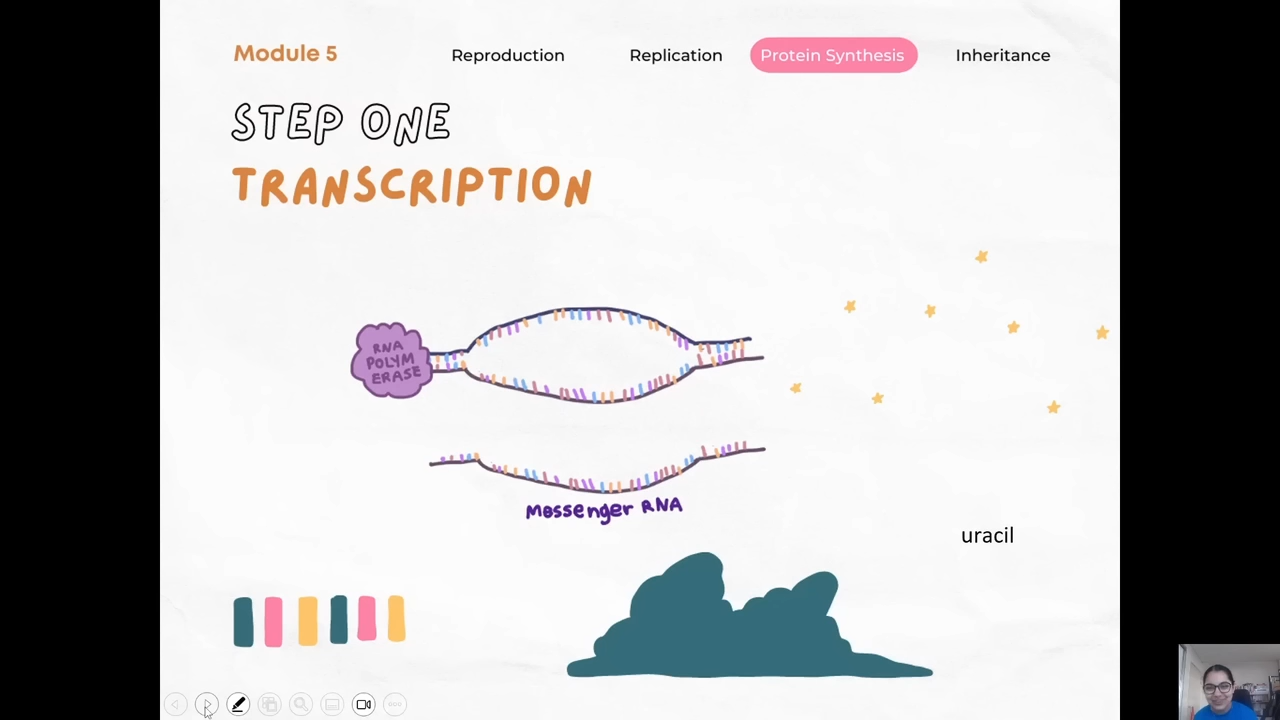 Module 5
Reproduction
Replication
Protein Synthesis
Inheritance
STEP ONE
TRANSCRIPTION
RNA
POLYM
ERASE
Messenger RNA
uracil